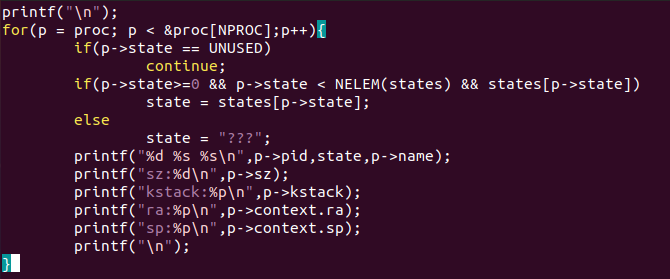 printf("\n");
for(p = proc; p < &proc[NPROC];p++){
        if(p->state == UNUSED)
                continue;
        if(p->state>=0 && p->state < NELEM(states) && states[p->state])
                state = states[p->state];
        else
                state = "???";
        printf("%d %s %s\n",p->pid,state,p->name);
        printf("sz:%d\n",p->sz);
        printf("kstack:%p\n",p->kstack);
        printf("ra:%p\n",p->context.ra);
        printf("sp:%p\n",p->context.sp);
        printf("\n");
}